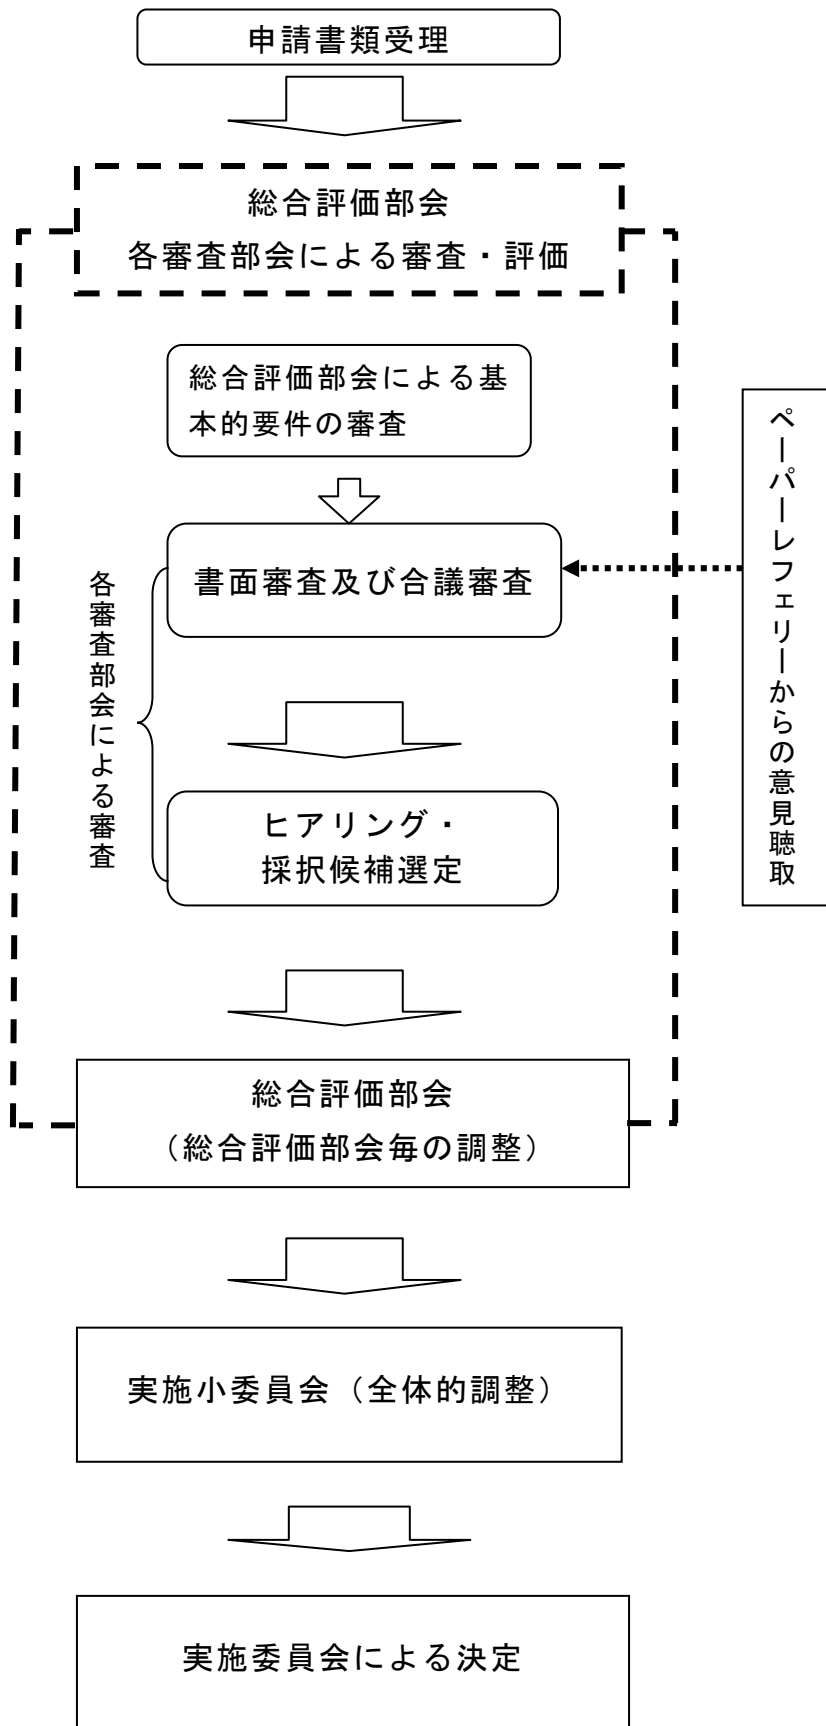 申請書類受理
総合評価部会
各審査部会による審査・評価
総合評価部会による基
本的要件の審査
書面審査及び合議審査
ペーパーレフェリーからの意見聴取
各審査部会による審査
ヒアリング・
採択候補選定
総合評価部会
（総合評価部会毎の調整）
実施小委員会（全体的調整）
実施委員会による決定